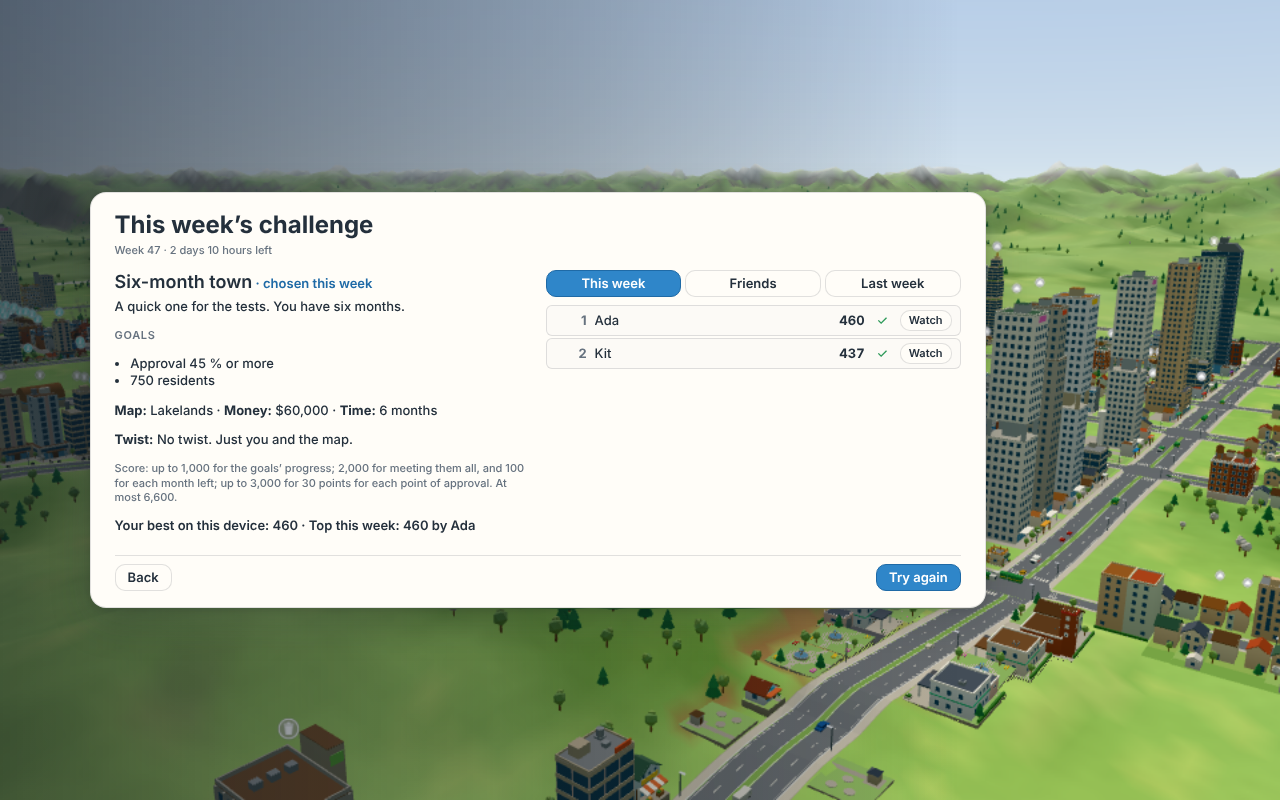 This week’s challenge
Week 47 · 2 days 10 hours left
Six-month town · chosen this week
A quick one for the tests. You have six months.
GOALS
• Approval 45 % or more
• 750 residents
Map: Lakelands · Money: $60,000 · Time: 6 months
Twist: No twist. Just you and the map.
Score: up to 1,000 for the goals’ progress; 2,000 for meeting them all, and 100
for each month left; up to 3,000 for 30 points for each point of approval. At
most 6,600.
Your best on this device: 460 · Top this week: 460 by Ada
This week Friends Last week
1 Ada 460 ✓ Watch
2 Kit 437 ✓ Watch
Back Try again